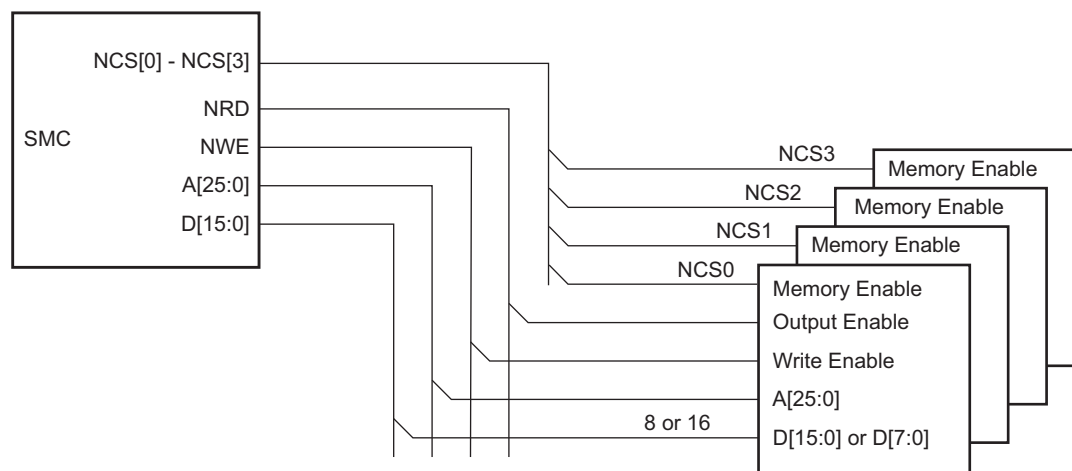 NCS[0] - NCS[3]
NRD
SMC
NWE
A[25:0]
D[15:0]
NCS3
Memory Enable
NCS2
Memory Enable
NCS1
Memory Enable
NCS0
Memory Enable
Output Enable
Write Enable
A[25:0]
8 or 16
D[15:0] or D[7:0]